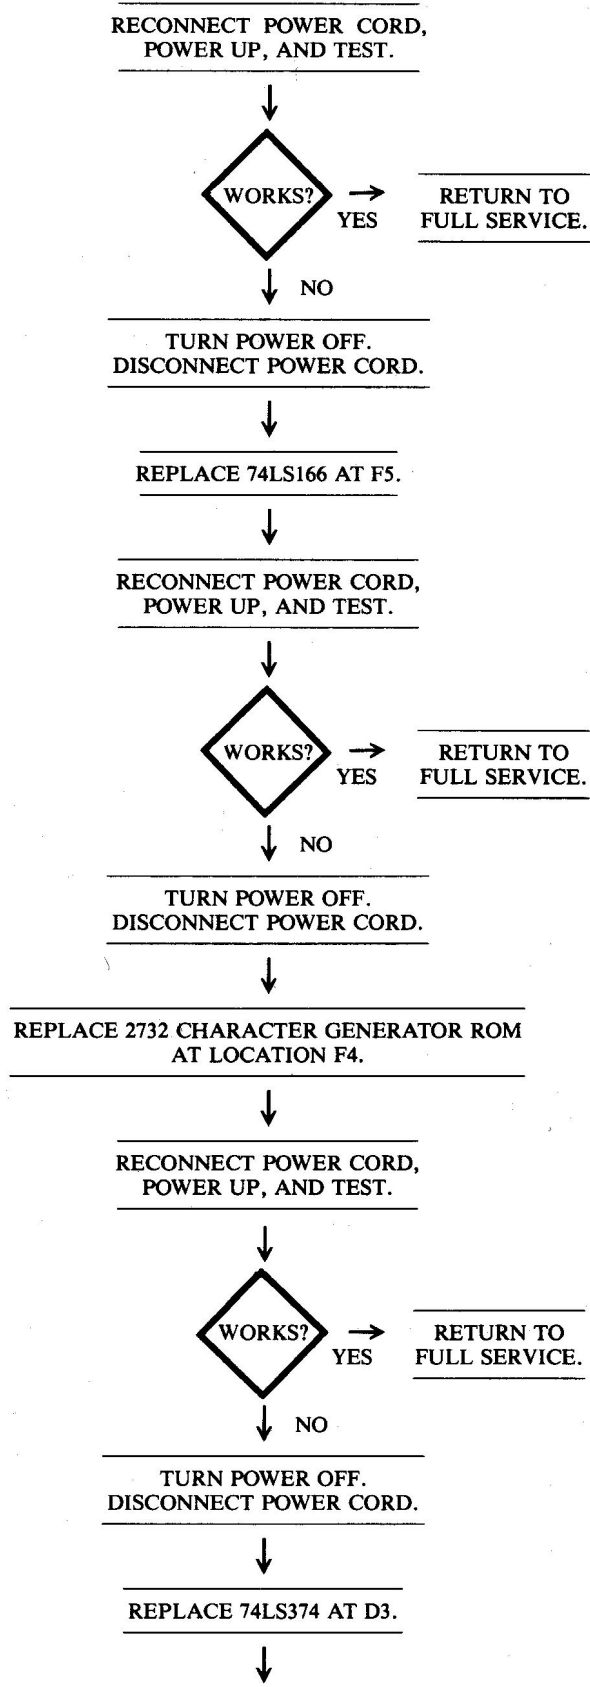 RECONNECT POWER CORD,
POWER UP, AND TEST.
WORKS?
YES
RETURN TO
FULL SERVICE.
NO
TURN POWER OFF.
DISCONNECT POWER CORD.
REPLACE 74LS166 AT F5.
RECONNECT POWER CORD,
POWER UP, AND TEST.
WORKS?
YES
RETURN TO
FULL SERVICE.
NO
TURN POWER OFF.
DISCONNECT POWER CORD.
REPLACE 2732 CHARACTER GENERATOR ROM
AT LOCATION F4.
RECONNECT POWER CORD,
POWER UP, AND TEST.
WORKS?
YES
RETURN TO
FULL SERVICE.
NO
TURN POWER OFF.
DISCONNECT POWER CORD.
REPLACE 74LS374 AT D3.